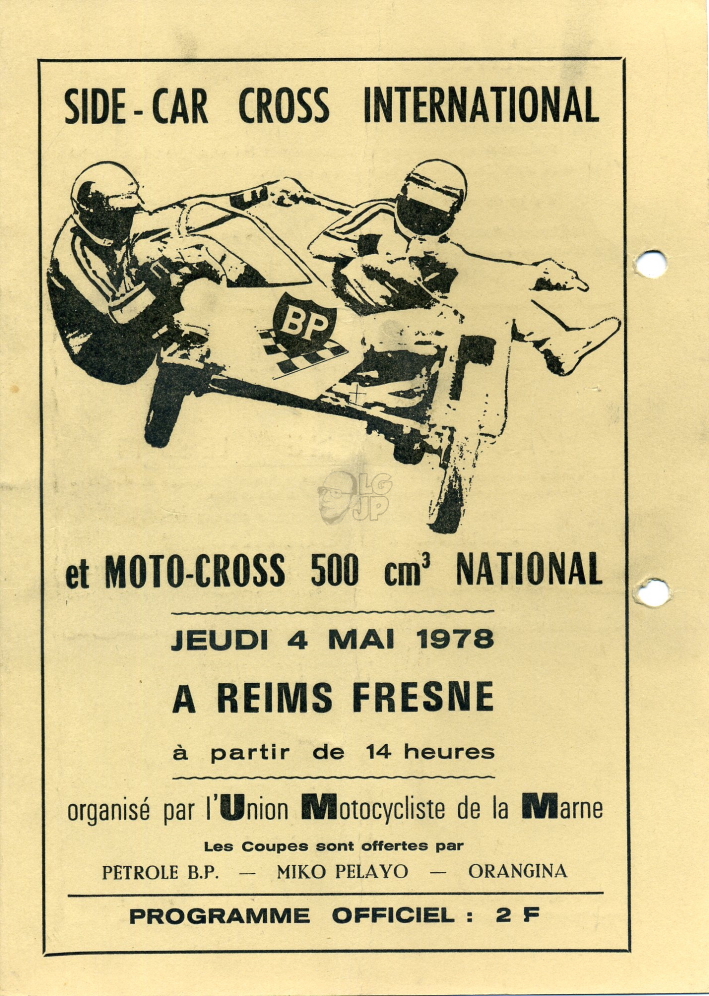 SIDE-CAR CROSS INTERNATIONAL
BP
LG
JP
et MOTO-CROSS 500 cm³ NATIONAL
JEUDI 4 MAI 1978
A REIMS FRESNE
à partir de 14 heures
organisé par l'Union Motocycliste de la Marne
Les Coupes sont offertes par
PETROLE B.P. — MIKO PELAYO — ORANGINA
PROGRAMME OFFICIEL : 2 F